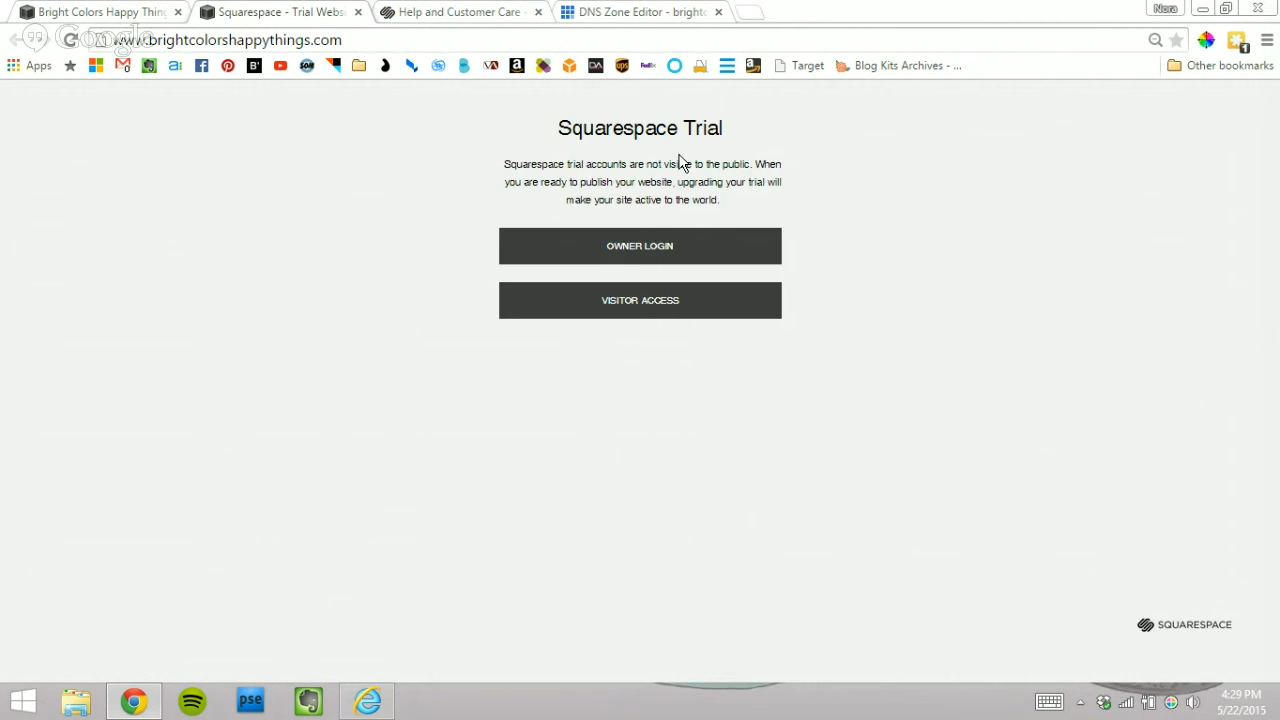 Bright Colors Happy Thin
Squarespace - Trial Websi
Help and Customer Care -
DNS Zone Editor - brightc
Nora
Google
www.brightcolorshappythings.com
Apps
Target
Blog Kits Archives - ...
Other bookmarks
Squarespace Trial
Squarespace trial accounts are not visible to the public. When
you are ready to publish your website, upgrading your trial will
make your site active to the world.
OWNER LOGIN
VISITOR ACCESS
SQUARESPACE
pse
4:29 PM
5/22/2015